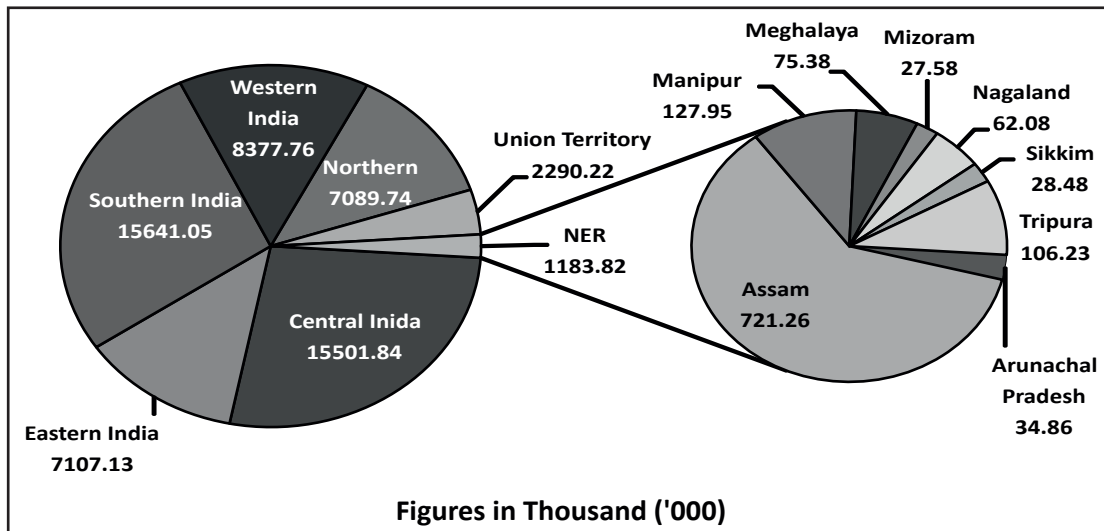 Western
India
8377.76
Northern
7089.74
Union Territory
2290.22
NER
1183.82
Central Inida
15501.84
Eastern India
7107.13
Southern India
15641.05
Manipur
127.95
Meghalaya
75.38
Mizoram
27.58
Nagaland
62.08
Sikkim
28.48
Tripura
106.23
Arunachal
Pradesh
34.86
Assam
721.26
Figures in Thousand ('000)